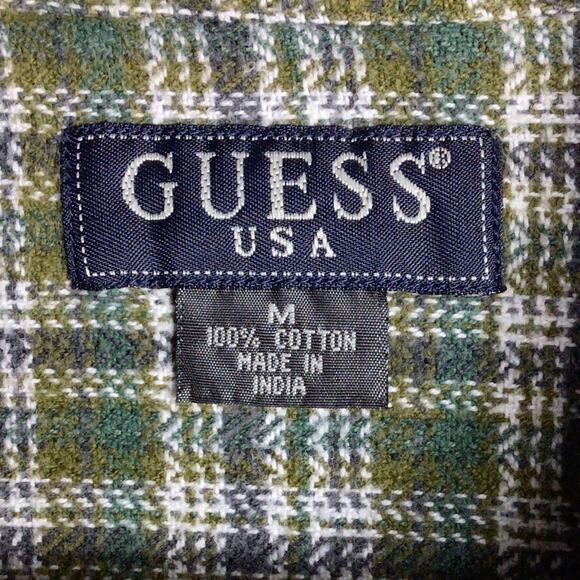 GUESS®
USA
M
100% COTTON
MADE IN
INDIA